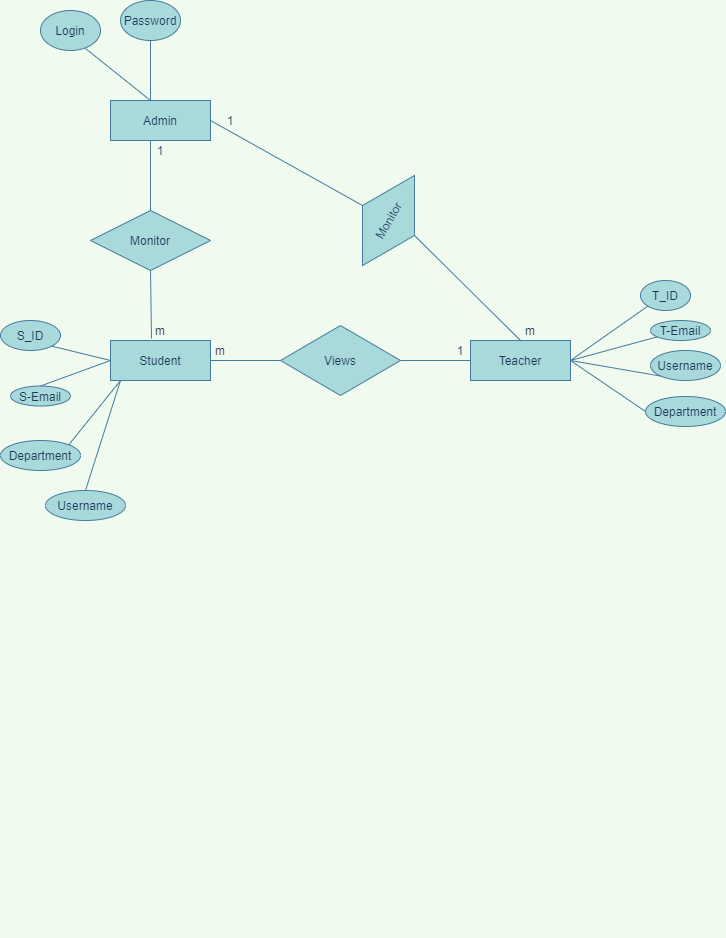 Password
Login
Admin
1
1
Monitor
Monitor
m
m
S_ID
Student
m
Views
1
Teacher
T_ID
T-Email
Username
Department
S-Email
Department
Username